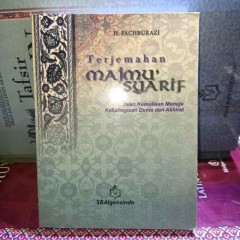 H. FACHRURAZI
Terjemahan
MAJMU'
SYARIF
Jalan Kemuliaan Menuju
Kebahagiaan Dunia dan Akhirat
SBAlgensindo
Tafsir